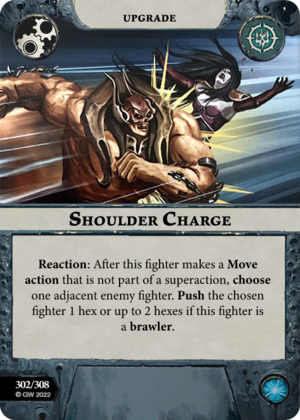 UPGRADE
SHOULDER CHARGE
Reaction: After this fighter makes a Move
action that is not part of a superaction, choose
one adjacent enemy fighter. Push the chosen
fighter 1 hex or up to 2 hexes if this fighter is
a brawler.
302/308
© GW 2022